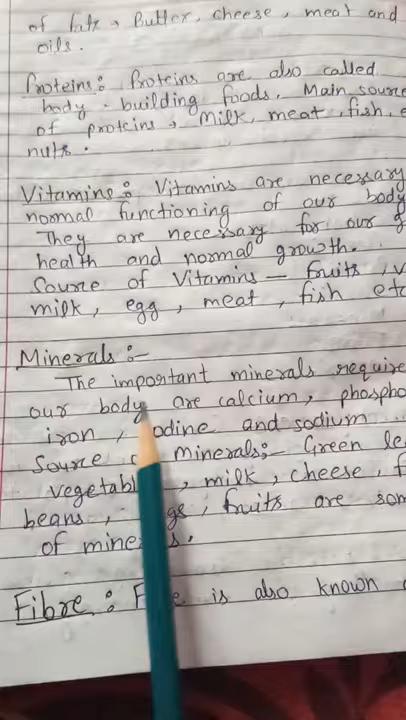 of fats, Butter, cheese, meat and
oils.
Proteins: Proteins are also called
body-building foods. Main source
of proteins, Milk, meat, fish,
nuts.
Vitamins: Vitamins are necessary
normal functioning of our body
They are necessary for our
health and normal growth.
Source of Vitamins — fruits,
milk, egg, meat, fish etc
Minerals :-
The important minerals require
our body are calcium, phospho
iron, iodine and sodium
Source minerals;- Green
vegetabl, milk, cheese,
beans, fruits are som
of mine s.
Fibre: is also known